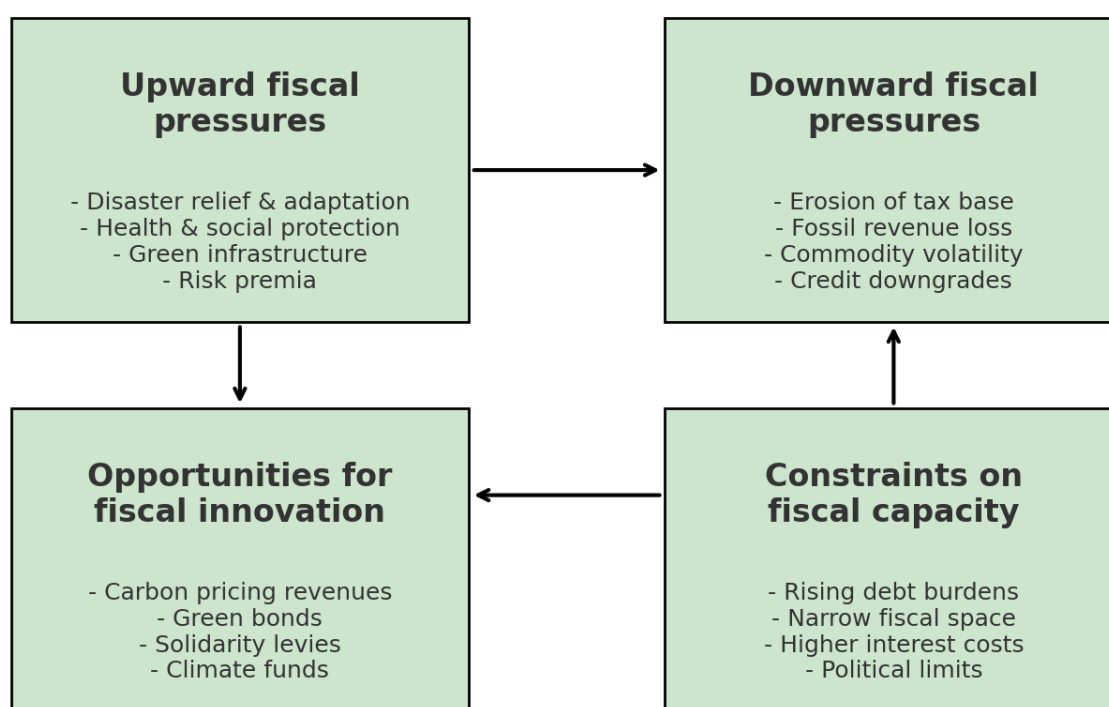 Upward fiscal
pressures
- Disaster relief & adaptation
- Health & social protection
- Green infrastructure
- Risk premia
Downward fiscal
pressures
- Erosion of tax base
- Fossil revenue loss
- Commodity volatility
- Credit downgrades
Opportunities for
fiscal innovation
- Carbon pricing revenues
- Green bonds
- Solidarity levies
- Climate funds
Constraints on
fiscal capacity
- Rising debt burdens
- Narrow fiscal space
- Higher interest costs
- Political limits